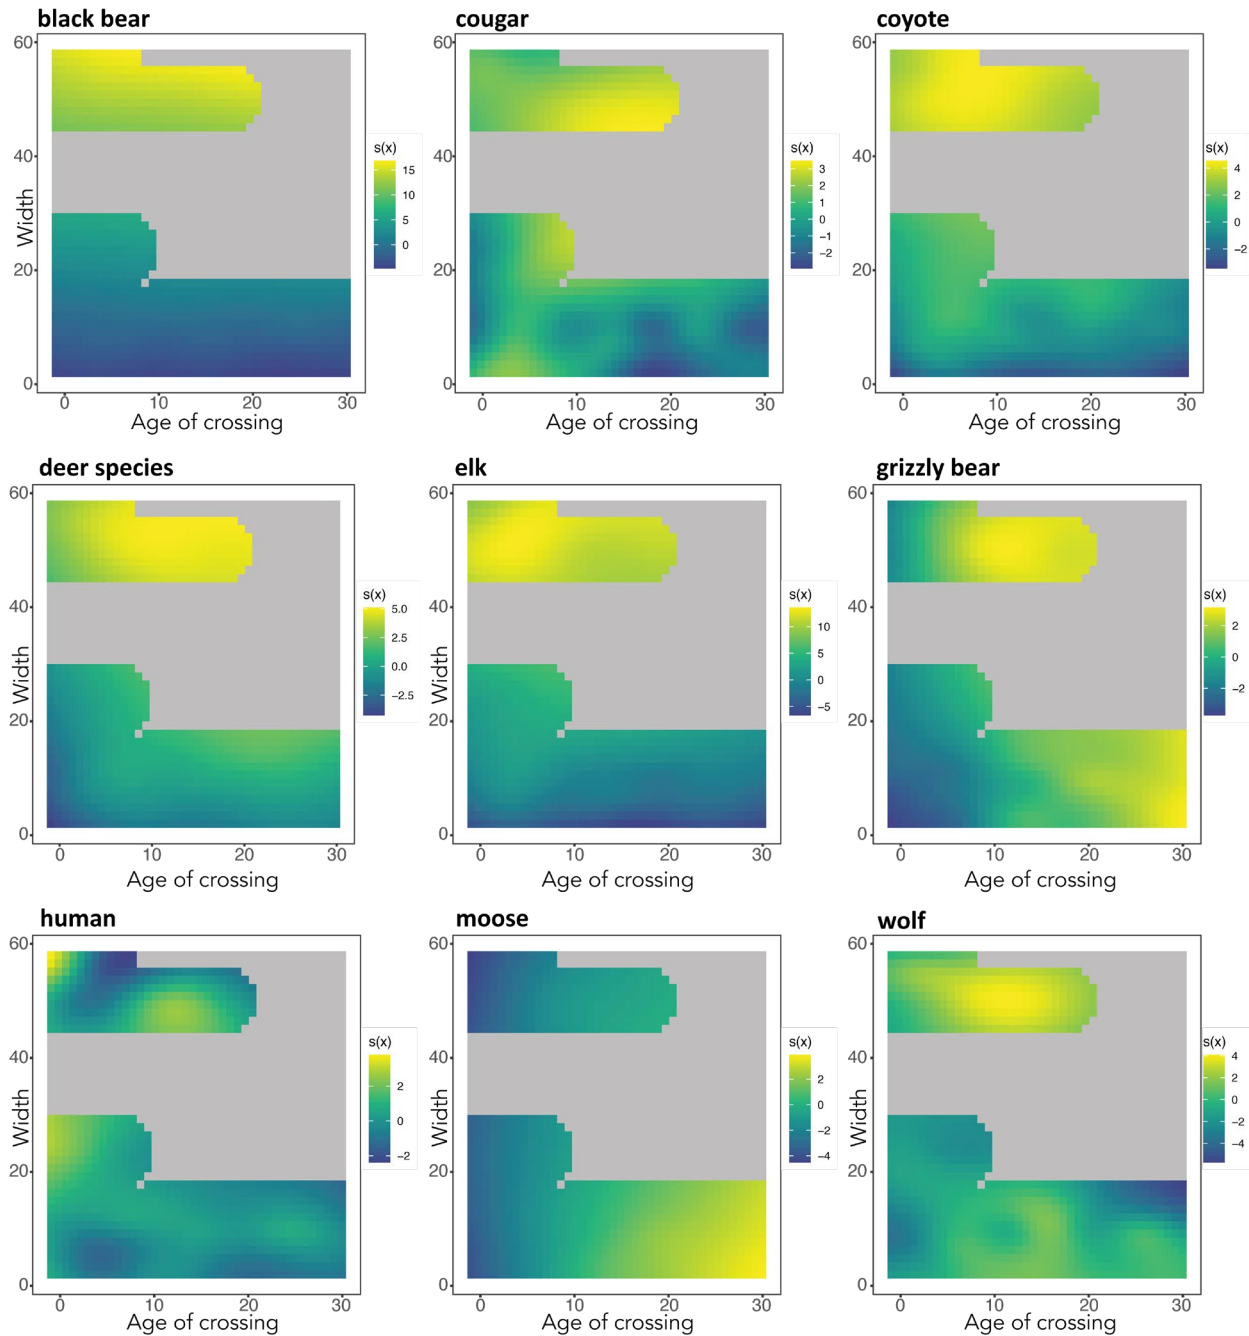 black bear
cougar
coyote
60
40
20
0
Width
0 10 20 30
Age of crossing
s(x)
15
10
5
0
60
40
20
0
0 10 20 30
Age of crossing
s(x)
3
2
1
0
−1
−2
60
40
20
0
0 10 20 30
Age of crossing
s(x)
4
2
0
−2
deer species
elk
grizzly bear
60
40
20
0
Width
0 10 20 30
Age of crossing
s(x)
5.0
2.5
0.0
−2.5
60
40
20
0
Width
0 10 20 30
Age of crossing
s(x)
10
5
0
−5
60
40
20
0
Width
0 10 20 30
Age of crossing
s(x)
2
0
−2
human
moose
wolf
60
40
20
0
Width
0 10 20 30
Age of crossing
s(x)
2
0
−2
60
40
20
0
Width
0 10 20 30
Age of crossing
s(x)
2
0
−2
−4
60
40
20
0
Width
0 10 20 30
Age of crossing
s(x)
4
2
0
−2
−4